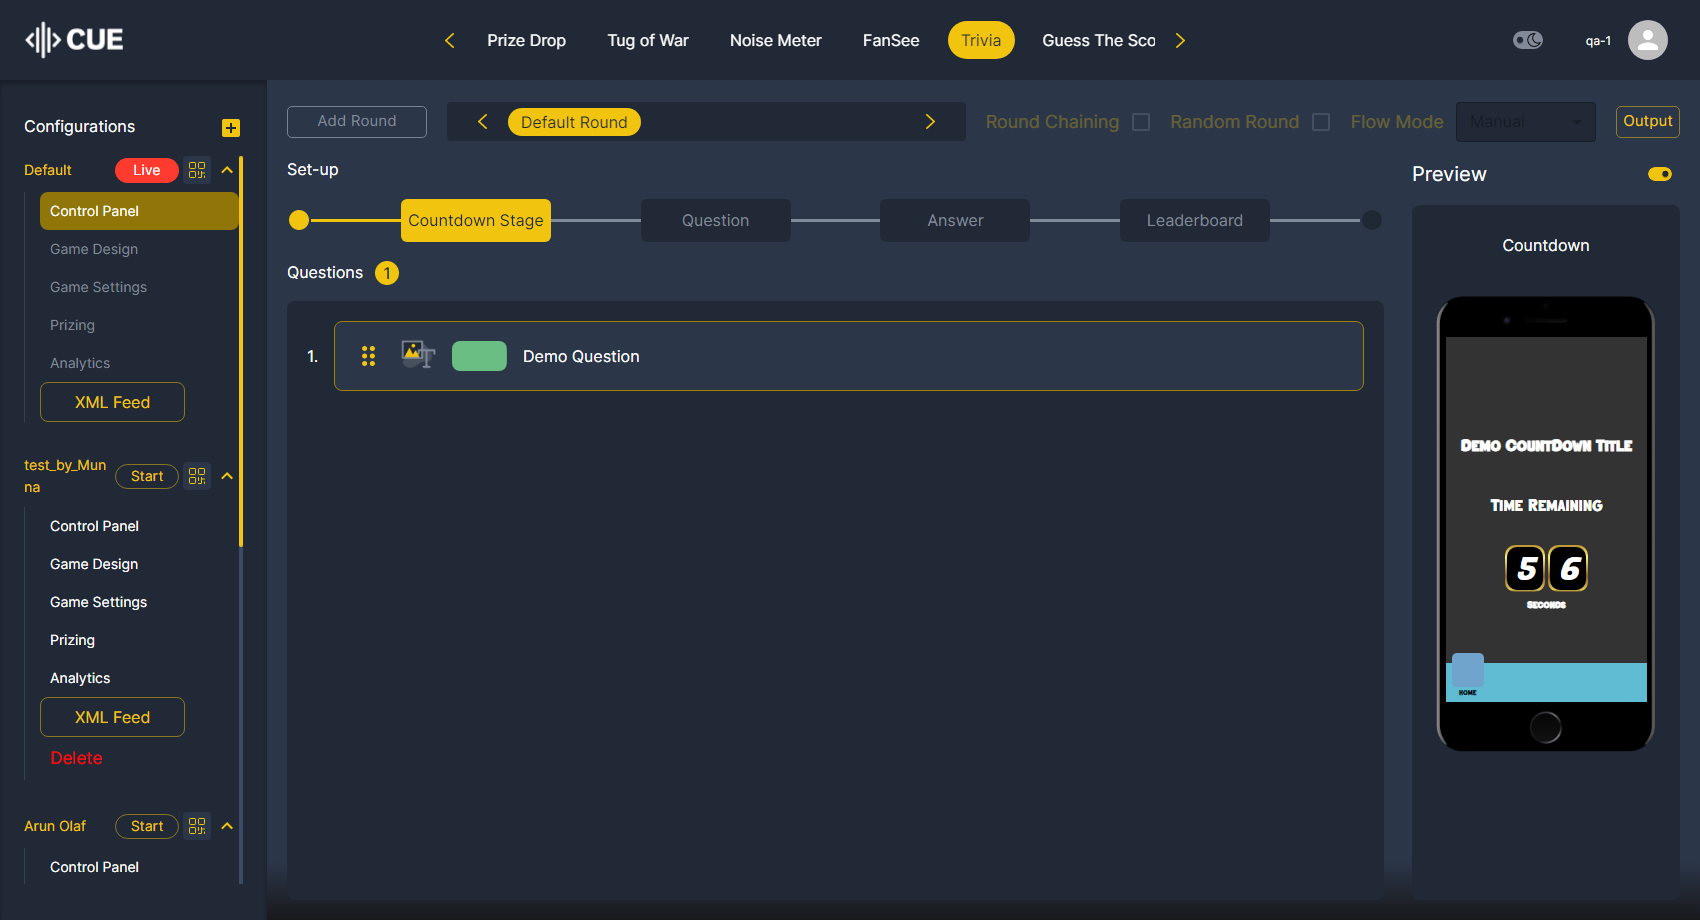 CUE
Prize Drop
Tug of War
Noise Meter
FanSee
Trivia
Guess The Sco
qa-1
Configurations
Default
Live
Control Panel
Game Design
Game Settings
Prizing
Analytics
XML Feed
test_by_Mun
na
Start
Control Panel
Game Design
Game Settings
Prizing
Analytics
XML Feed
Delete
Arun Olaf
Start
Control Panel
Add Round
Default Round
Round Chaining
Random Round
Flow Mode
Manual
Output
Set-up
Countdown Stage
Question
Answer
Leaderboard
Questions
1
1.
Demo Question
Preview
Countdown
Demo CountDown Title
Time Remaining
5 6
Seconds
HOME